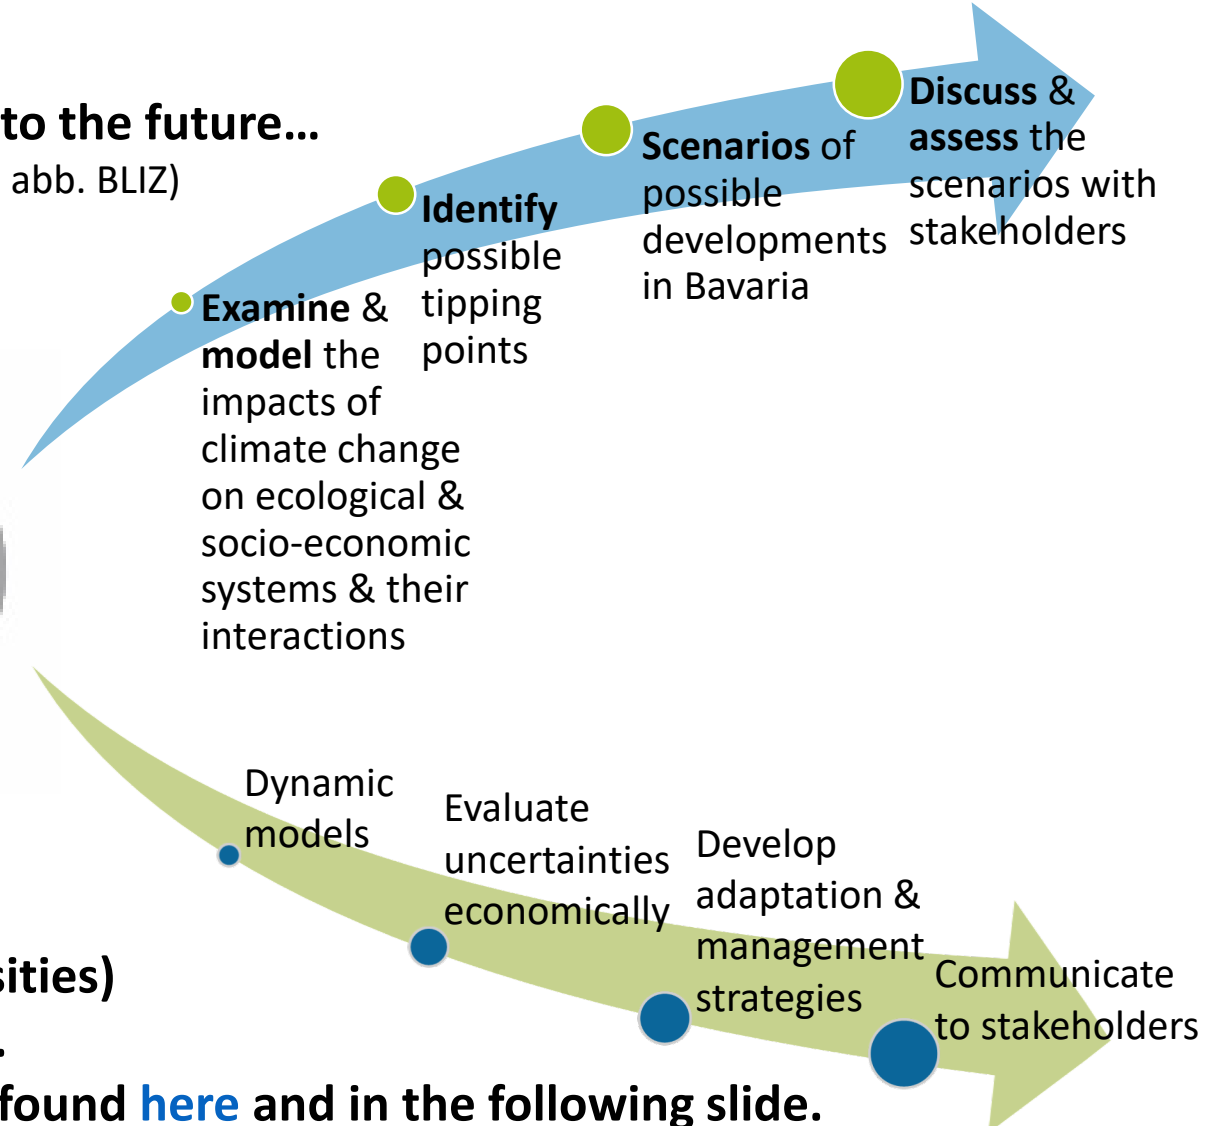 to the future…
abb. BLIZ)
Examine &
model the
impacts of
climate change
on ecological &
socio-economic
systems & their
interactions
Identify
possible
tipping
points
Scenarios of
possible
developments
in Bavaria
Discuss &
assess the
scenarios with
stakeholders
Dynamic
models
Evaluate
uncertainties
economically
Develop
adaptation &
management
strategies
Communicate
to stakeholders
sities)
.
found here and in the following slide.